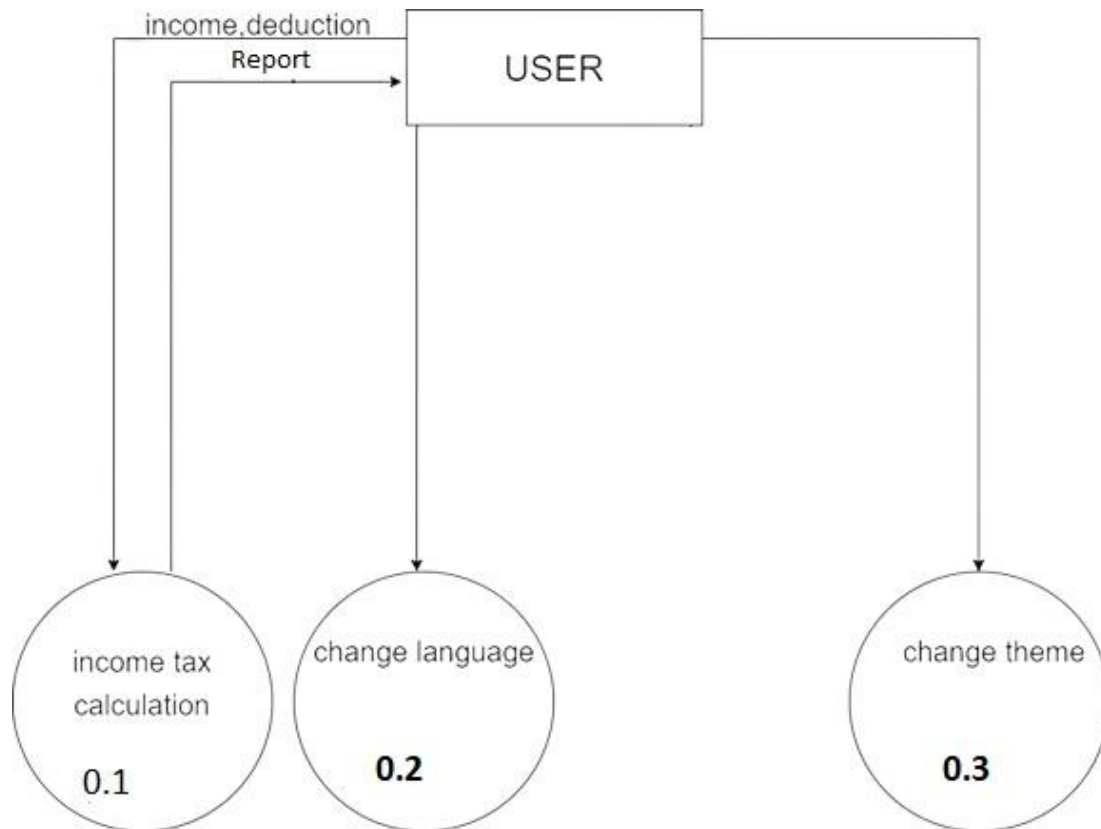 income,deduction
Report
USER
income tax
calculation
0.1
change language
0.2
change theme
0.3